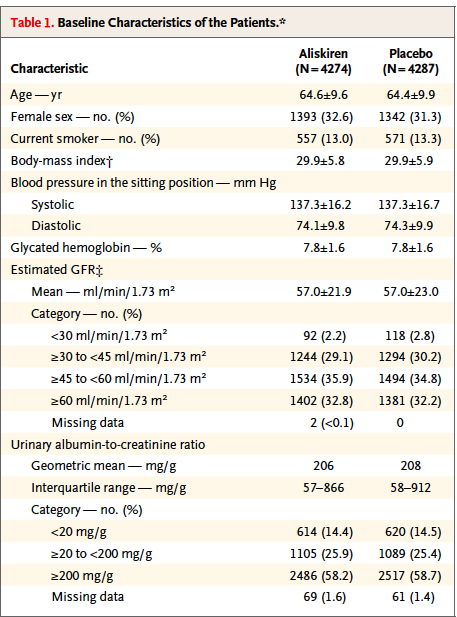 Table 1. Baseline Characteristics of the Patients.*
Characteristic Aliskiren (N=4274) Placebo (N=4287)
Age — yr 64.6±9.6 64.4±9.9
Female sex — no. (%) 1393 (32.6) 1342 (31.3)
Current smoker — no. (%) 557 (13.0) 571 (13.3)
Body-mass index† 29.9±5.8 29.9±5.9
Blood pressure in the sitting position — mm Hg
Systolic 137.3±16.2 137.3±16.7
Diastolic 74.1±9.8 74.3±9.9
Glycated hemoglobin — % 7.8±1.6 7.8±1.6
Estimated GFR‡
Mean — ml/min/1.73 m² 57.0±21.9 57.0±23.0
Category — no. (%)
<30 ml/min/1.73 m² 92 (2.2) 118 (2.8)
≥30 to <45 ml/min/1.73 m² 1244 (29.1) 1294 (30.2)
≥45 to <60 ml/min/1.73 m² 1534 (35.9) 1494 (34.8)
≥60 ml/min/1.73 m² 1402 (32.8) 1381 (32.2)
Missing data 2 (<0.1) 0
Urinary albumin-to-creatinine ratio
Geometric mean — mg/g 206 208
Interquartile range — mg/g 57–866 58–912
Category — no. (%)
<20 mg/g 614 (14.4) 620 (14.5)
≥20 to <200 mg/g 1105 (25.9) 1089 (25.4)
≥200 mg/g 2486 (58.2) 2517 (58.7)
Missing data 69 (1.6) 61 (1.4)